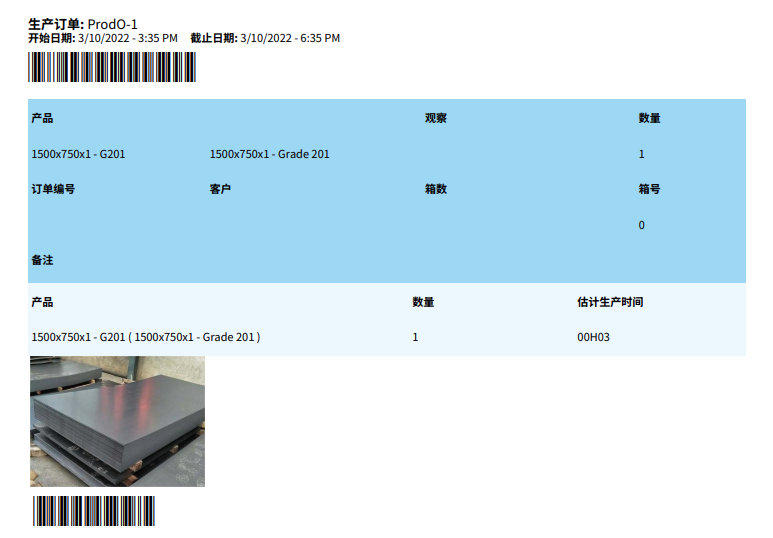 生产订单: ProdO-1
开始日期: 3/10/2022 - 3:35 PM 截止日期: 3/10/2022 - 6:35 PM
产品 观察 数量
1500x750x1 - G201 1500x750x1 - Grade 201 1
订单编号 客户 箱数 箱号
0
备注
产品 数量 估计生产时间
1500x750x1 - G201 ( 1500x750x1 - Grade 201 ) 1 00H03